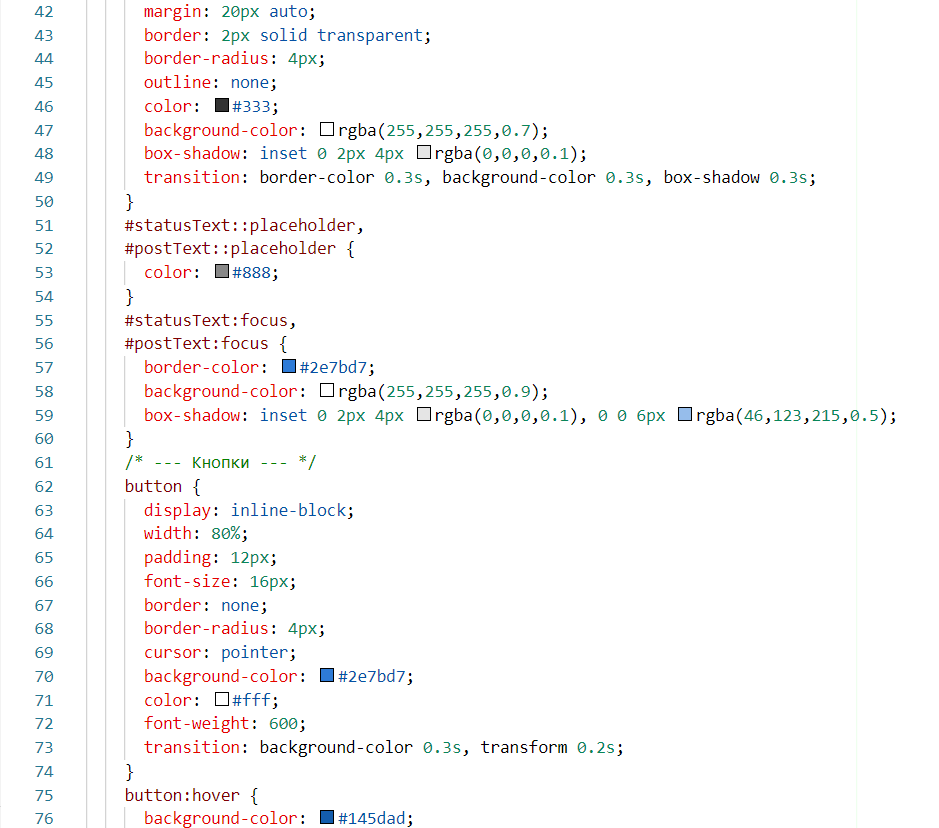 42 margin: 20px auto;
43 border: 2px solid transparent;
44 border-radius: 4px;
45 outline: none;
46 color: #333;
47 background-color: rgba(255,255,255,0.7);
48 box-shadow: inset 0 2px 4px rgba(0,0,0,0.1);
49 transition: border-color 0.3s, background-color 0.3s, box-shadow 0.3s;
50 }
51 #statusText::placeholder,
52 #postText::placeholder {
53 color: #888;
54 }
55 #statusText:focus,
56 #postText:focus {
57 border-color: #2e7bd7;
58 background-color: rgba(255,255,255,0.9);
59 box-shadow: inset 0 2px 4px rgba(0,0,0,0.1), 0 0 6px rgba(46,123,215,0.5);
60 }
61 /* --- Кнопки --- */
62 button {
63 display: inline-block;
64 width: 80%;
65 padding: 12px;
66 font-size: 16px;
67 border: none;
68 border-radius: 4px;
69 cursor: pointer;
70 background-color: #2e7bd7;
71 color: #fff;
72 font-weight: 600;
73 transition: background-color 0.3s, transform 0.2s;
74 }
75 button:hover {
76 background-color: #145dad;